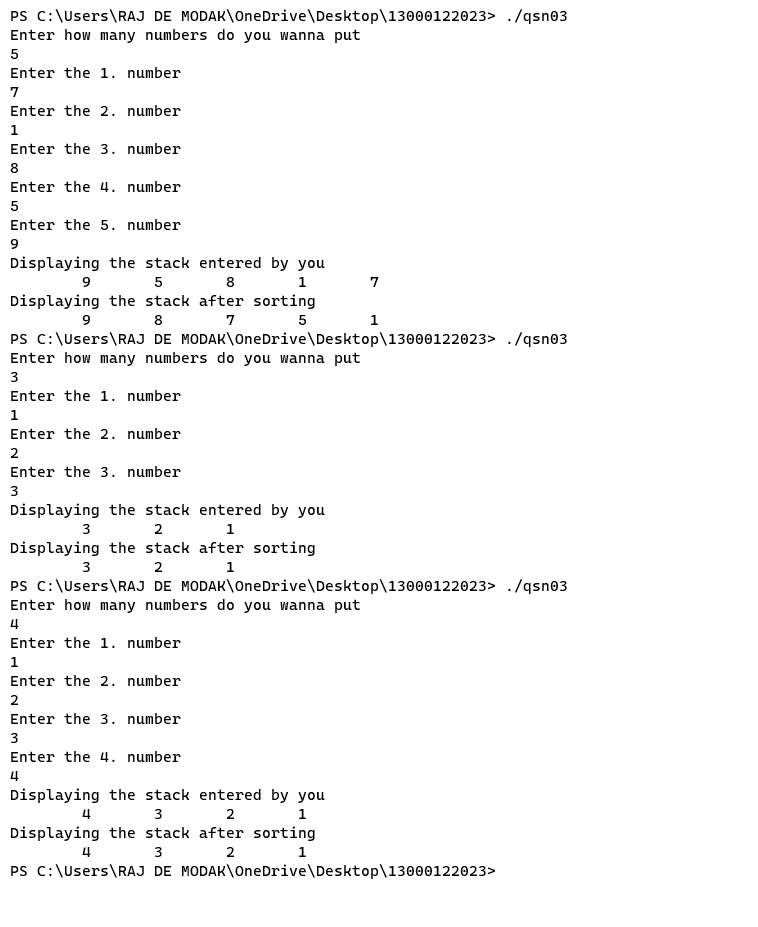 PS C:\Users\RAJ DE MODAK\OneDrive\Desktop\13000122023> ./qsn03
Enter how many numbers do you wanna put
5
Enter the 1. number
7
Enter the 2. number
1
Enter the 3. number
8
Enter the 4. number
5
Enter the 5. number
9
Displaying the stack entered by you
        9       5       8       1       7
Displaying the stack after sorting
        9       8       7       5       1
PS C:\Users\RAJ DE MODAK\OneDrive\Desktop\13000122023> ./qsn03
Enter how many numbers do you wanna put
3
Enter the 1. number
1
Enter the 2. number
2
Enter the 3. number
3
Displaying the stack entered by you
        3       2       1
Displaying the stack after sorting
        3       2       1
PS C:\Users\RAJ DE MODAK\OneDrive\Desktop\13000122023> ./qsn03
Enter how many numbers do you wanna put
4
Enter the 1. number
1
Enter the 2. number
2
Enter the 3. number
3
Enter the 4. number
4
Displaying the stack entered by you
        4       3       2       1
Displaying the stack after sorting
        4       3       2       1
PS C:\Users\RAJ DE MODAK\OneDrive\Desktop\13000122023>